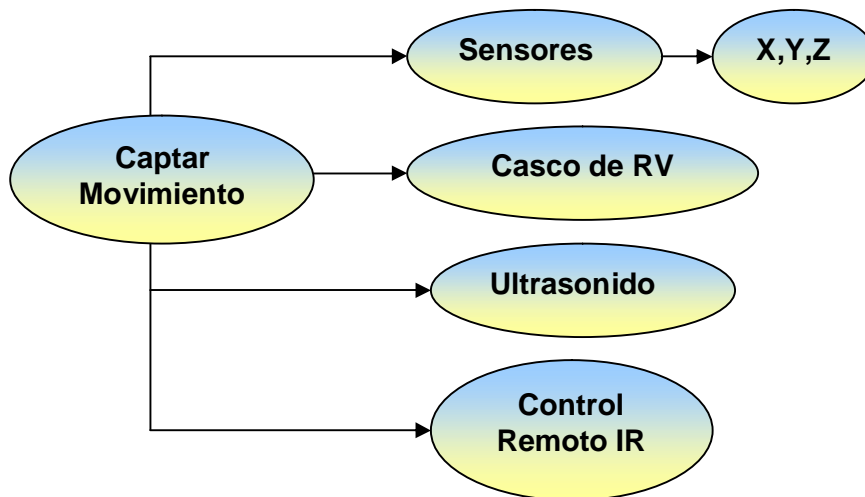 Sensores
X,Y,Z
Captar
Movimiento
Casco de RV
Ultrasonido
Control
Remoto IR